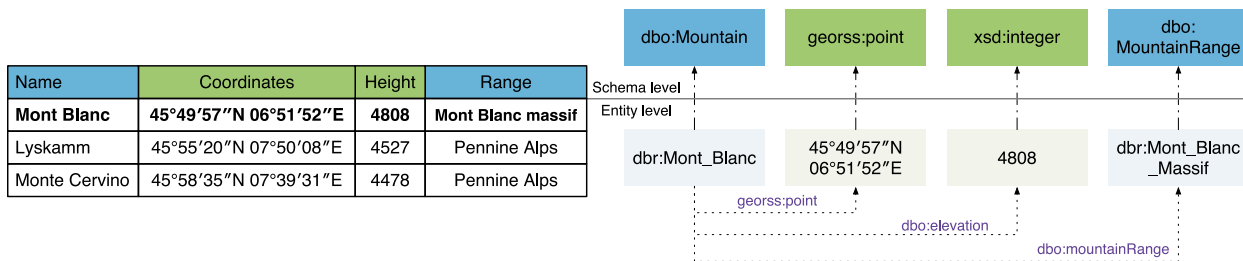 Name Coordinates Height Range
Mont Blanc 45°49′57″N 06°51′52″E 4808 Mont Blanc massif
Lyskamm 45°55′20″N 07°50′08″E 4527 Pennine Alps
Monte Cervino 45°58′35″N 07°39′31″E 4478 Pennine Alps
dbo:Mountain
georss:point
xsd:integer
dbo:
MountainRange
Schema level
Entity level
dbr:Mont_Blanc
45°49′57″N
06°51′52″E
4808
dbr:Mont_Blanc
_Massif
georss:point
dbo:elevation
dbo:mountainRange